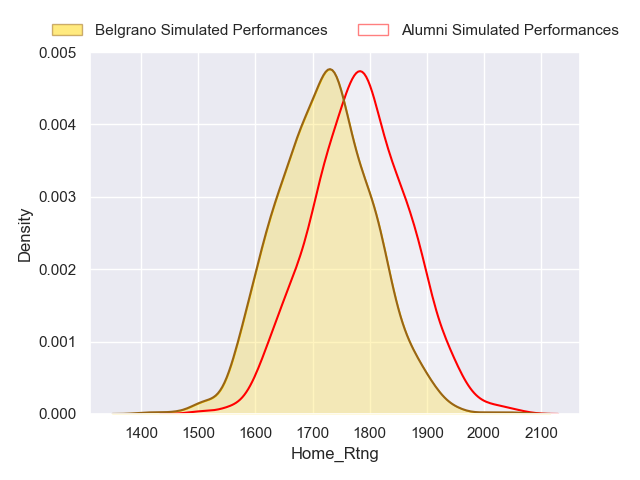 Belgrano Simulated Performances
Alumni Simulated Performances
0.005
0.004
0.003
0.002
0.001
0.000
Density
1400 1500 1600 1700 1800 1900 2000 2100
Home_Rtng